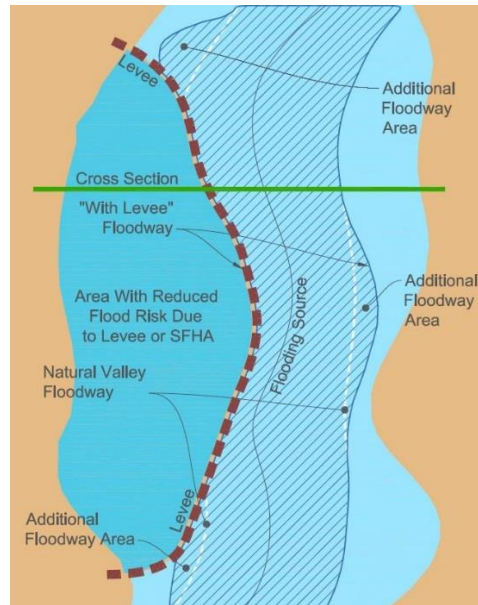 Levee
Additional
Floodway
Area
Cross Section
"With Levee"
Floodway
Additional
Floodway
Area
Area With Reduced
Flood Risk Due
to Levee or SFHA
Flooding Source
Natural Valley
Floodway
Levee
Additional
Floodway Area